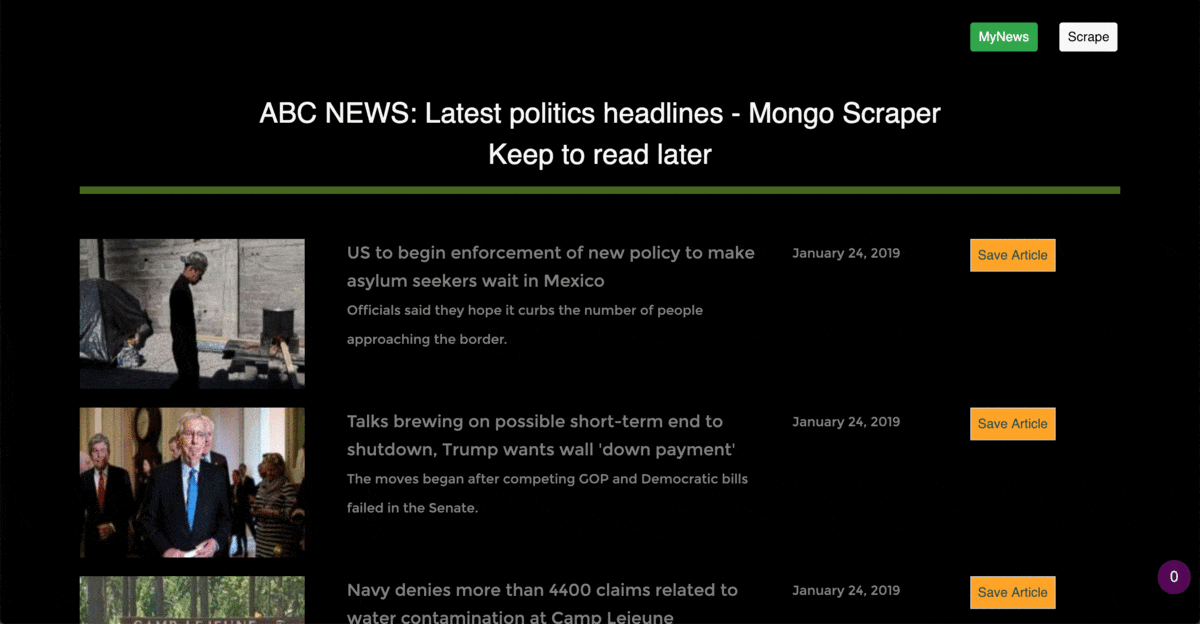 MyNews
Scrape
ABC NEWS: Latest politics headlines - Mongo Scraper
Keep to read later
US to begin enforcement of new policy to make
asylum seekers wait in Mexico
Officials said they hope it curbs the number of people
approaching the border.
January 24, 2019
Save Article
Talks brewing on possible short-term end to
shutdown, Trump wants wall 'down payment'
The moves began after competing GOP and Democratic bills
failed in the Senate.
January 24, 2019
Save Article
CAMP LEJEUNE
Navy denies more than 4400 claims related to
water contamination at Camp Lejeune
January 24, 2019
Save Article
0